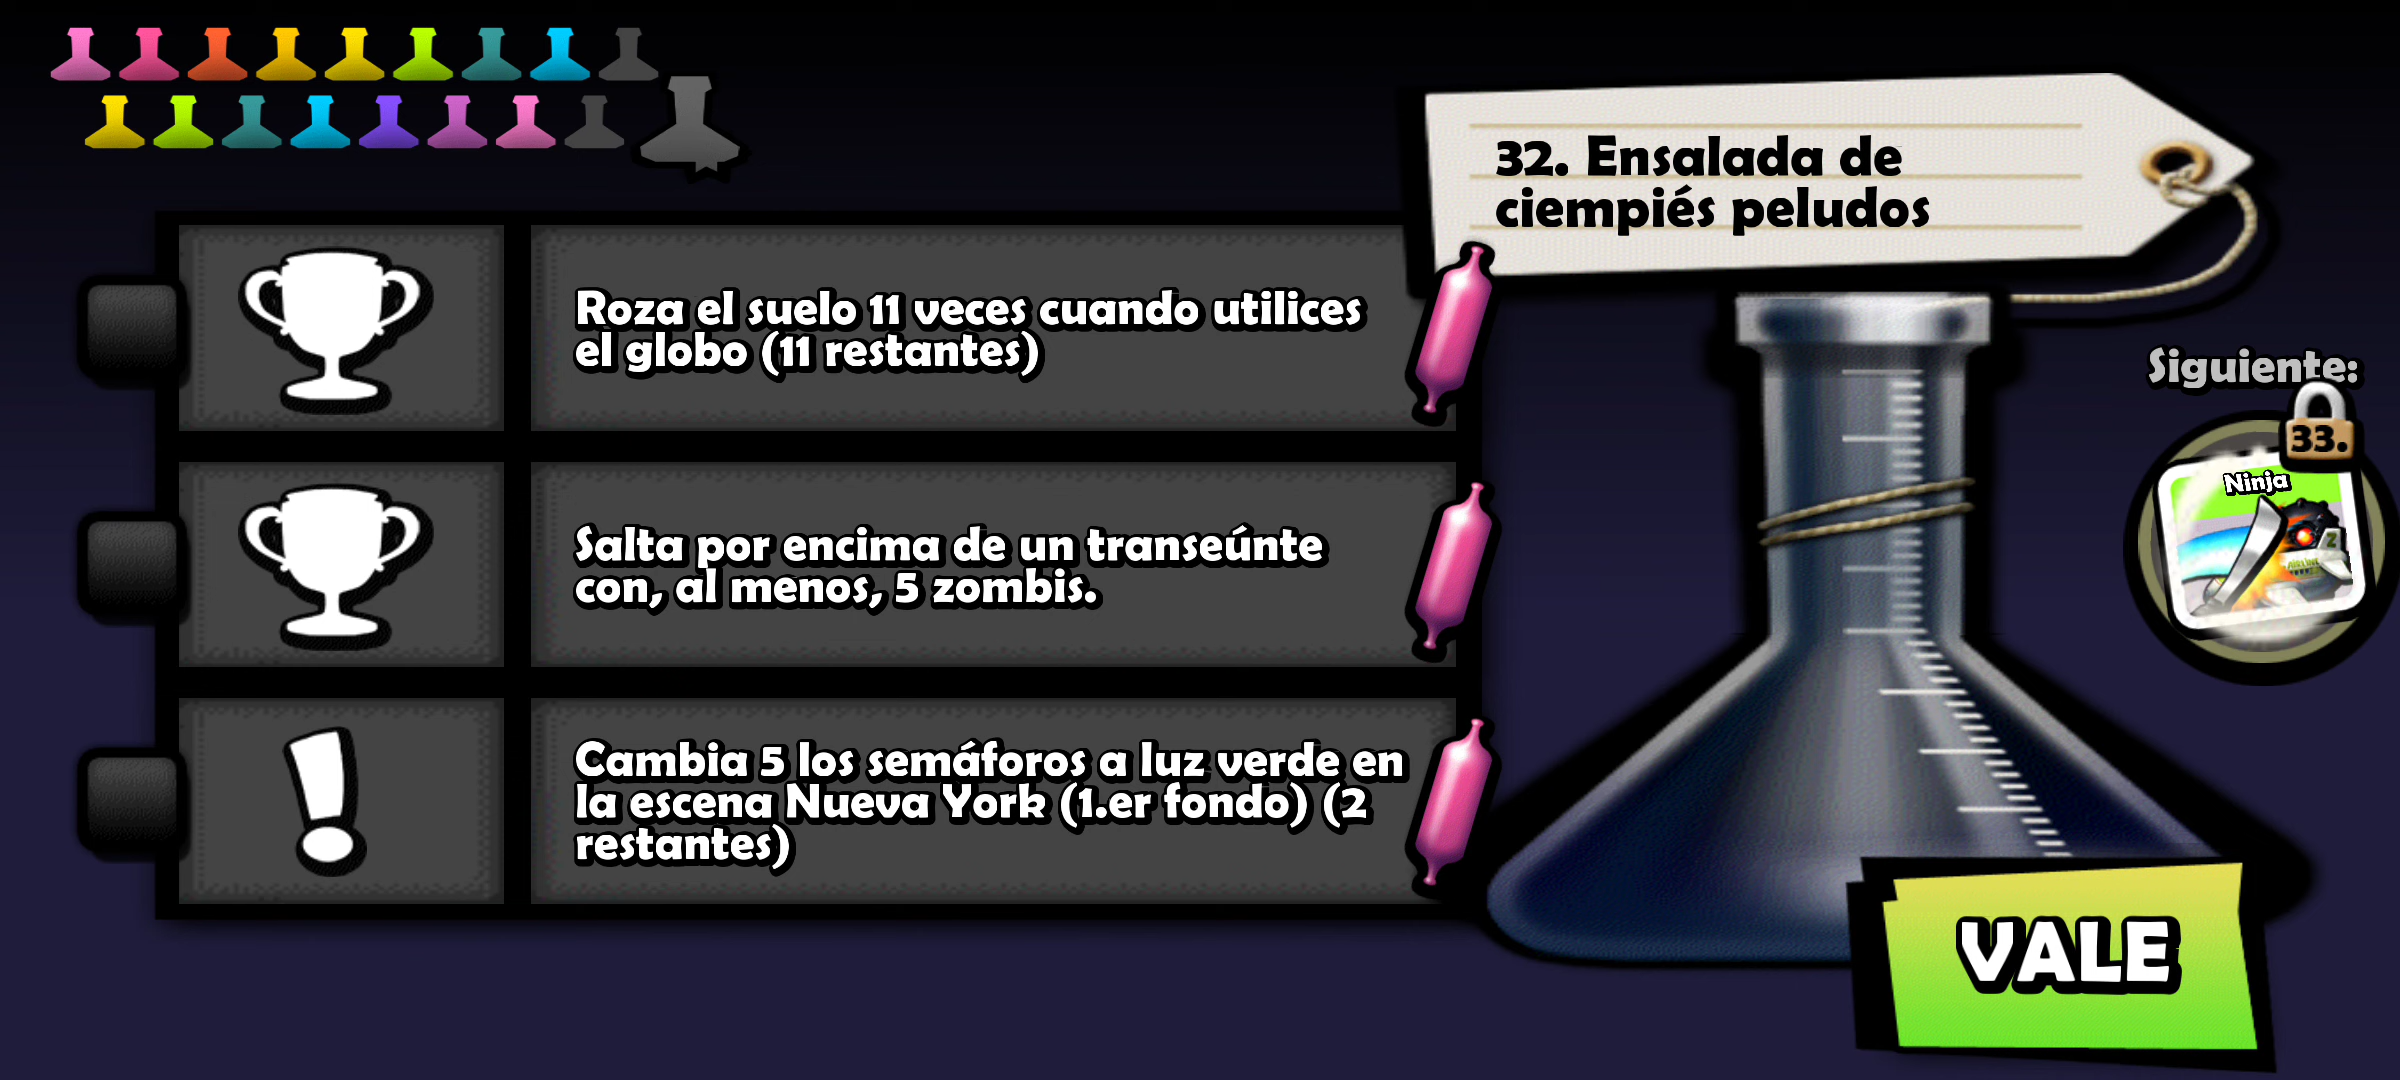 32. Ensalada de
ciempiés peludos
Roza el suelo 11 veces cuando utilices
el globo (11 restantes)
Salta por encima de un transeúnte
con, al menos, 5 zombis.
Cambia 5 los semáforos a luz verde en
la escena Nueva York (1.er fondo) (2
restantes)
Siguiente:
33.
Ninja
VALE